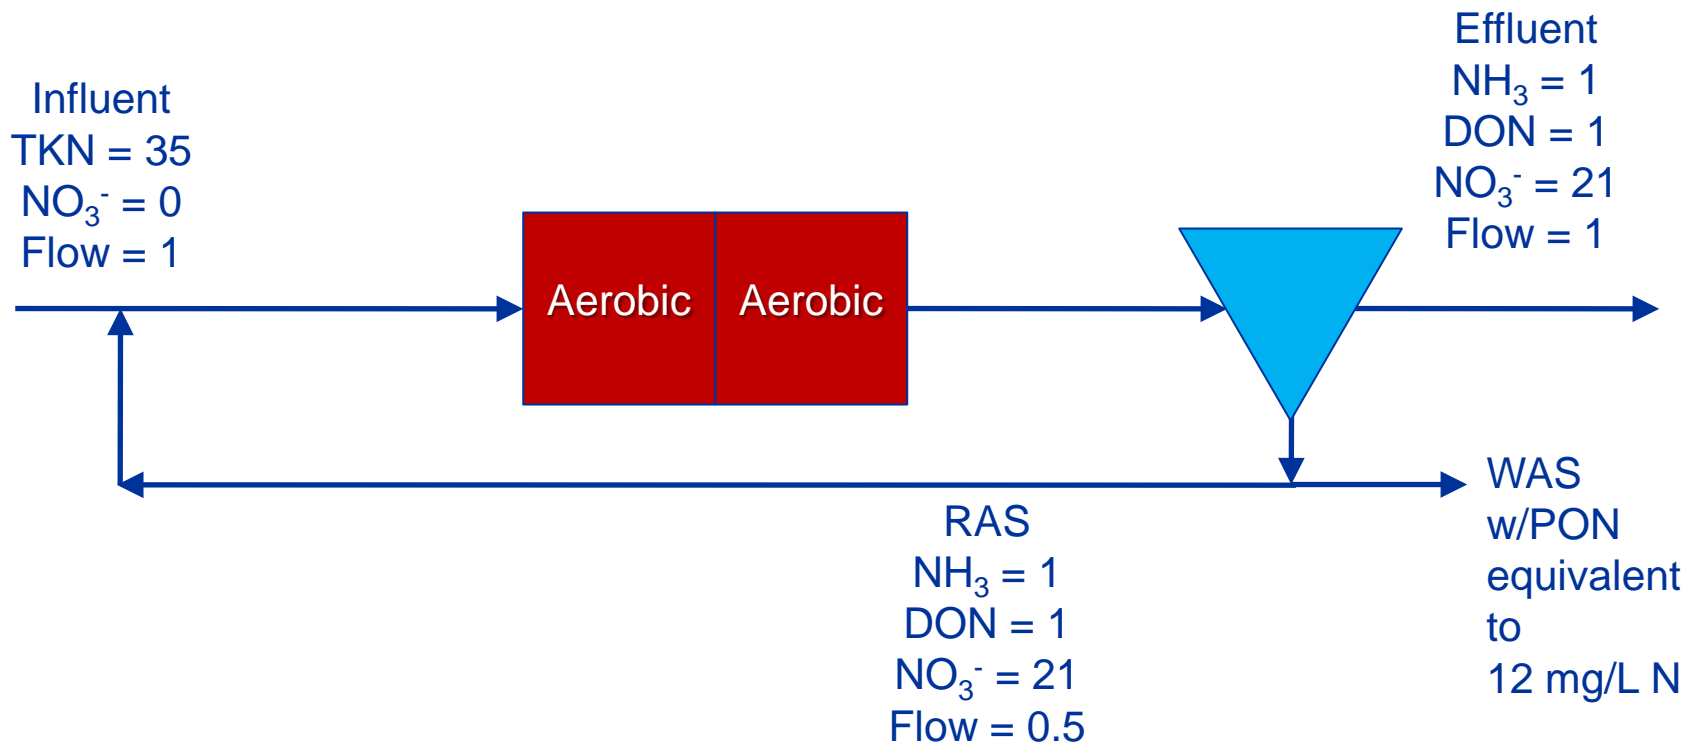 Influent
TKN = 35
NO₃⁻ = 0
Flow = 1
Aerobic
Aerobic
Effluent
NH₃ = 1
DON = 1
NO₃⁻ = 21
Flow = 1
RAS
NH₃ = 1
DON = 1
NO₃⁻ = 21
Flow = 0.5
WAS
w/PON
equivalent
to
12 mg/L N